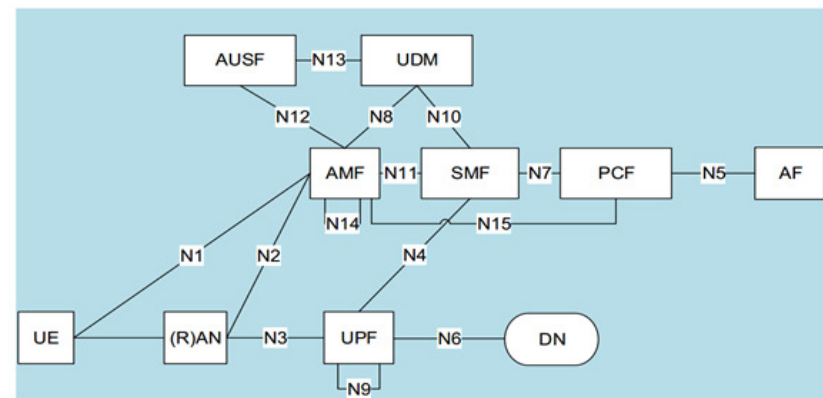 AUSF N13 UDM
N12 N8 N10
AMF N11 SMF N7 PCF N5 AF
N14 N15
N1 N2 N4
UE (R)AN N3 UPF N6 DN
N9